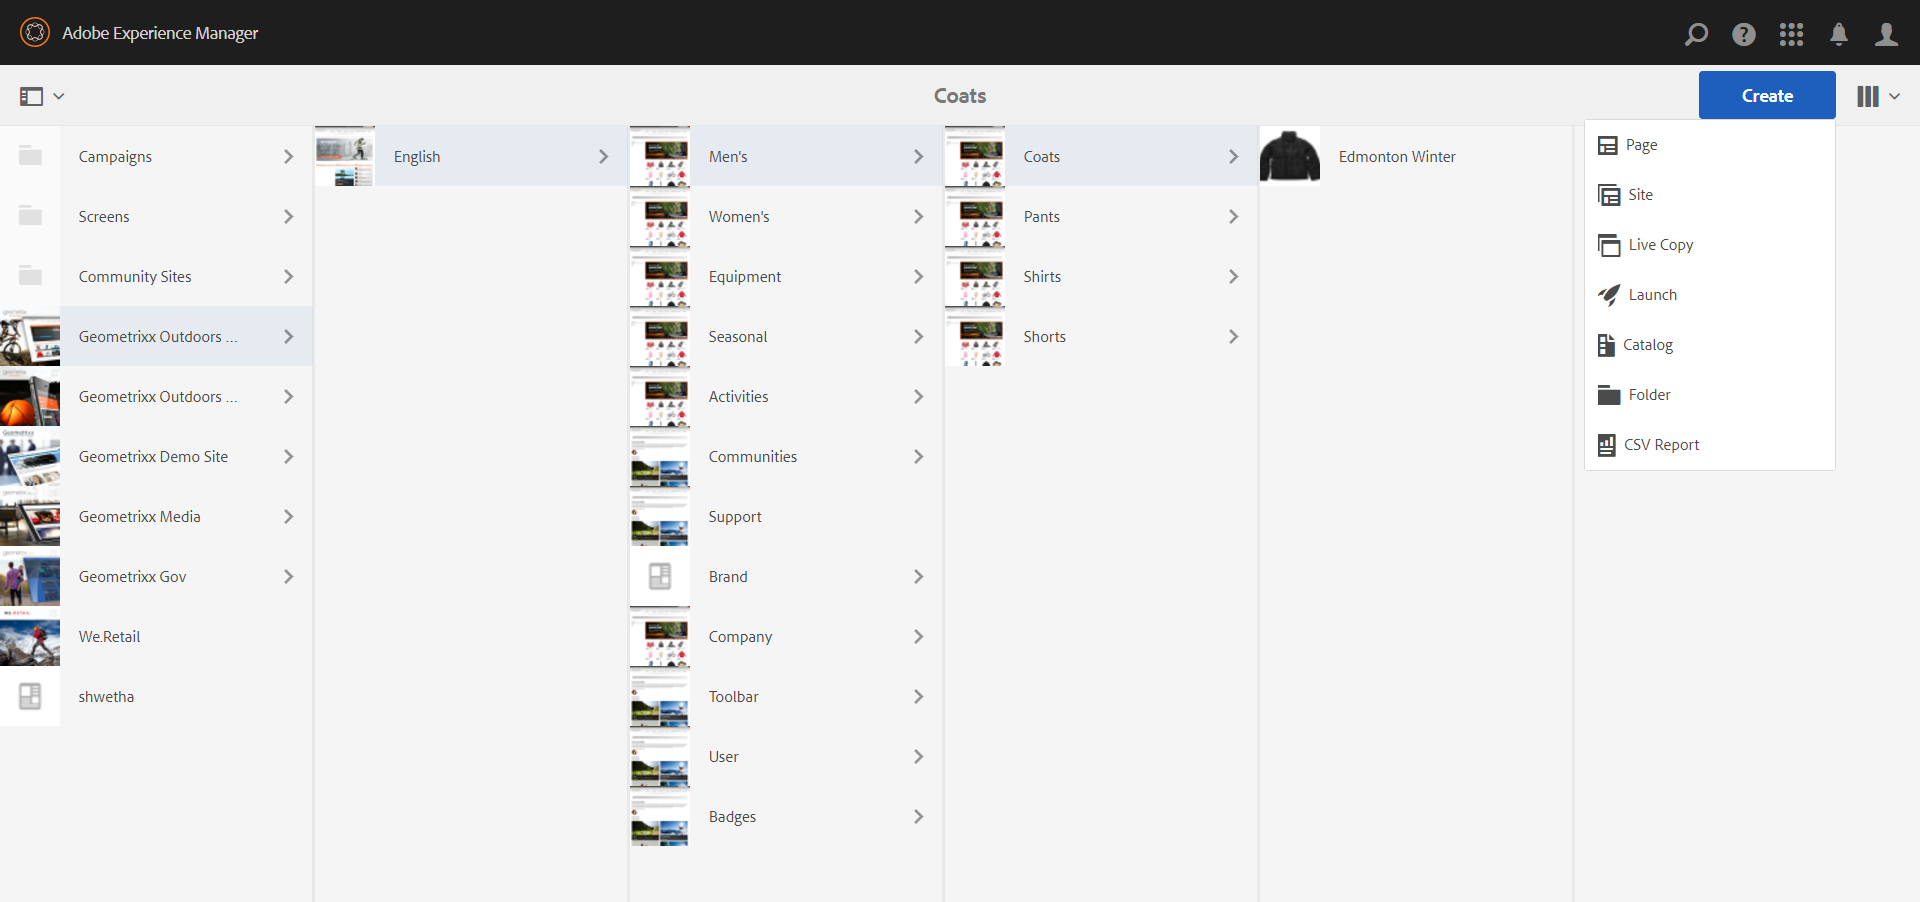 Adobe Experience Manager
Coats
Create
Campaigns
Screens
Community Sites
Geometrixx Outdoors ...
Geometrixx Outdoors ...
Geometrixx Demo Site
Geometrixx Media
Geometrixx Gov
We.Retail
shwetha
English
Men's
Women's
Equipment
Seasonal
Activities
Communities
Support
Brand
Company
Toolbar
User
Badges
Coats
Pants
Shirts
Shorts
Edmonton Winter
Page
Site
Live Copy
Launch
Catalog
Folder
CSV Report